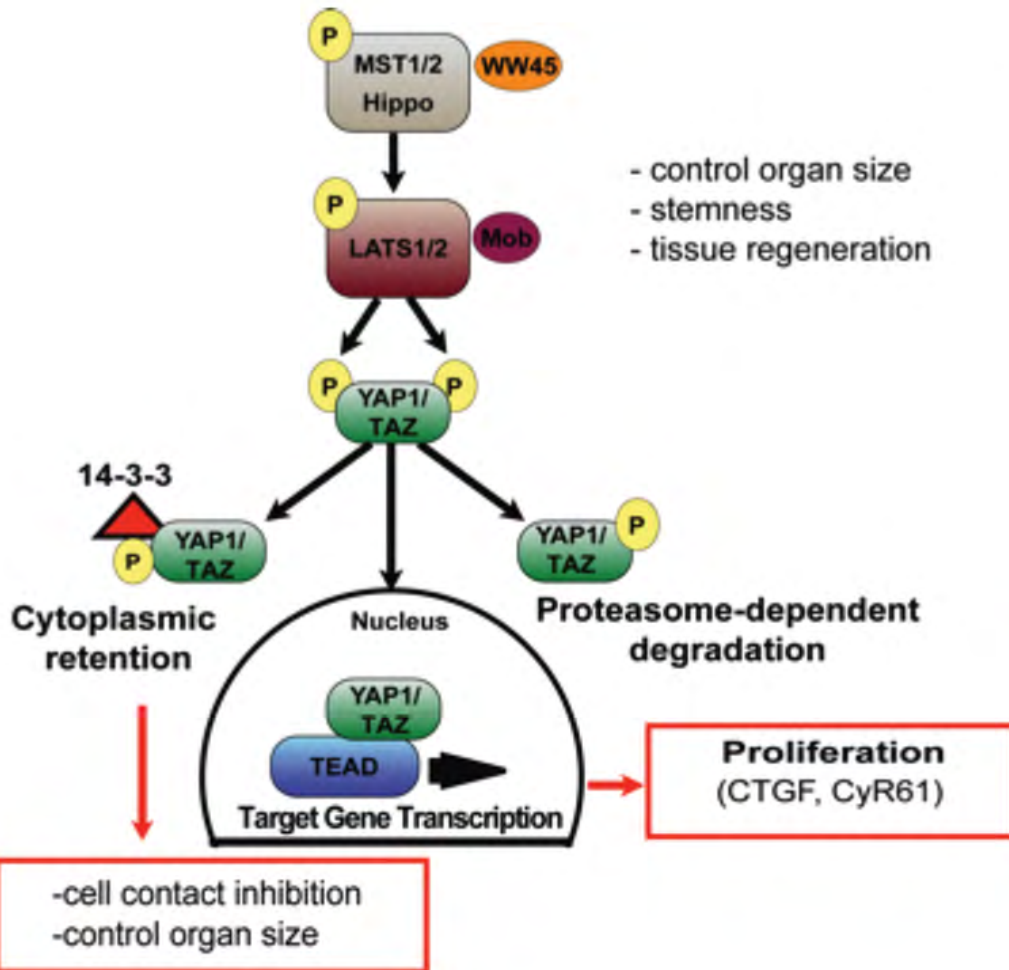 P
MST1/2
Hippo
WW45
- control organ size
- stemness
- tissue regeneration
P
LATS1/2
Mob
P
YAP1/
TAZ
P
14-3-3
P
YAP1/
TAZ
YAP1/
TAZ
P
Cytoplasmic
retention
Proteasome-dependent
degradation
Nucleus
YAP1/
TAZ
TEAD
Target Gene Transcription
Proliferation
(CTGF, CyR61)
-cell contact inhibition
-control organ size